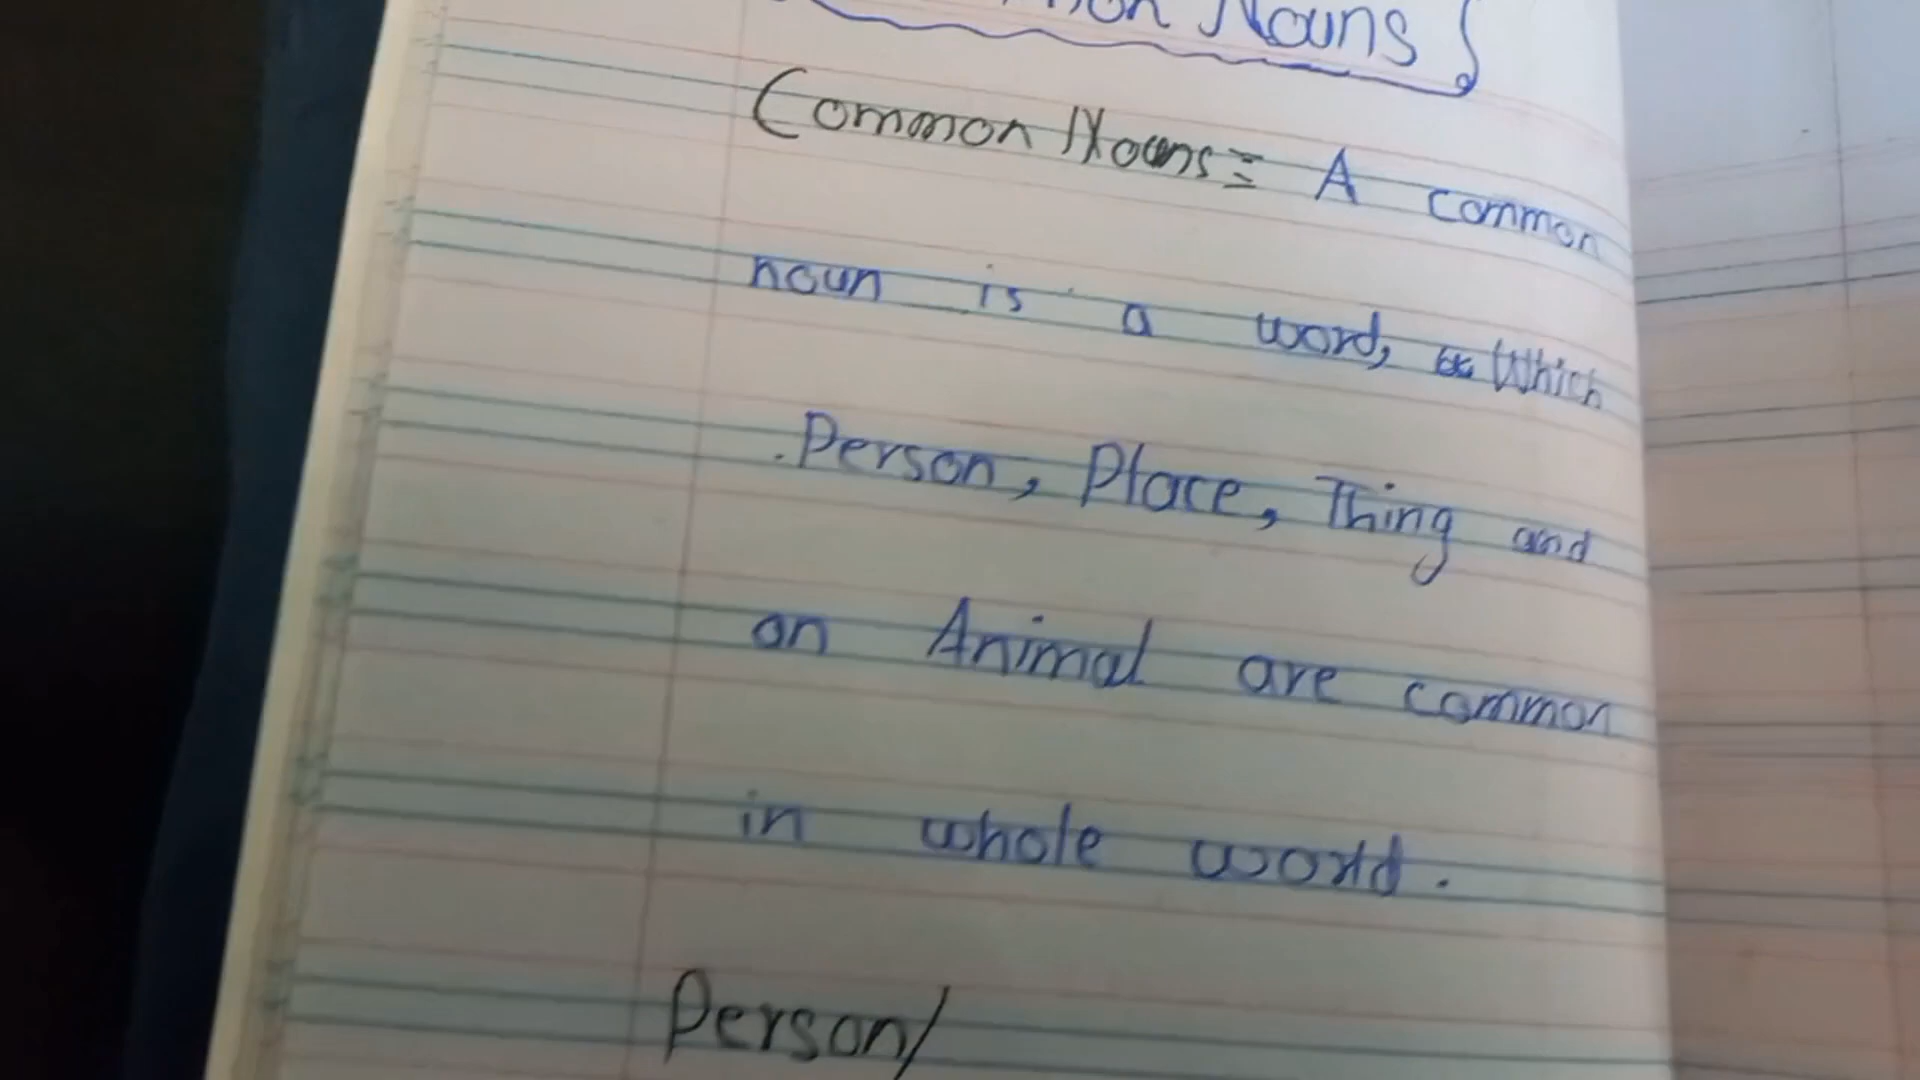 Nouns
Common Nouns = A common
noun is a word, Which
Person, Place, Thing and
an Animal are common
in whole world.
Person/